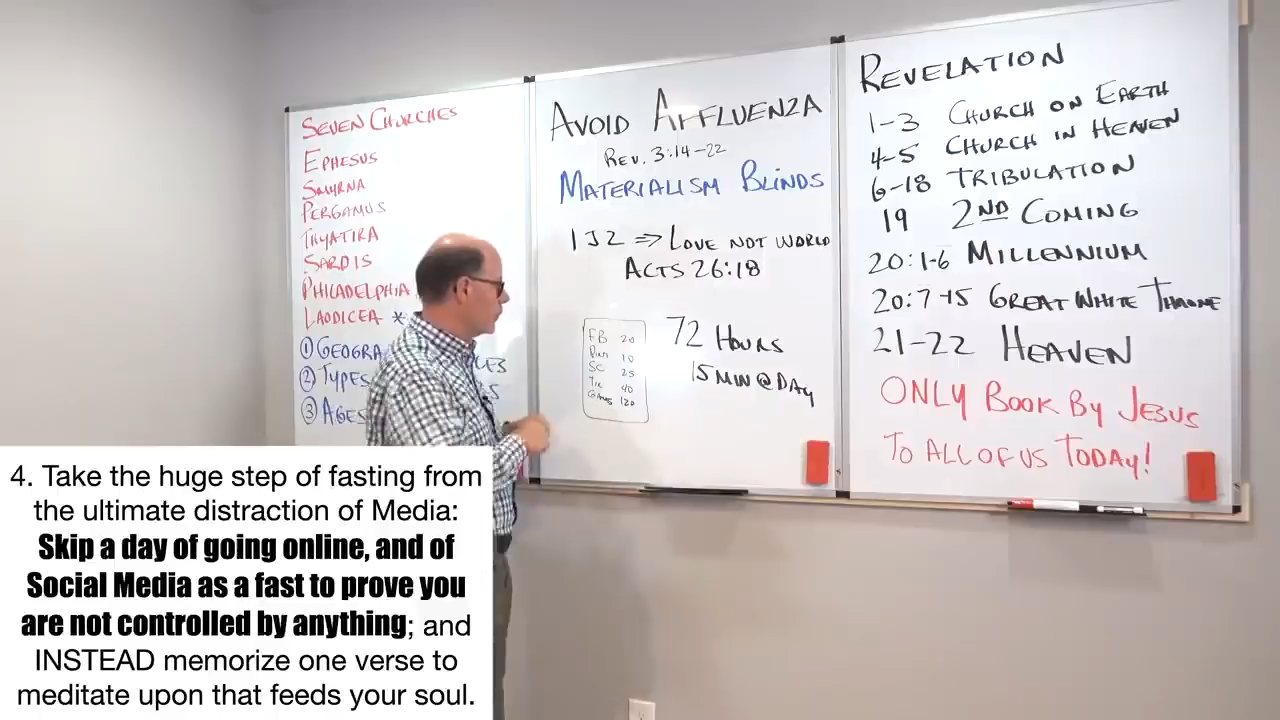 SEVEN CHURCHES
EPHESUS
SMYRNA
PERGAMUS
THYATIRA
SARDIS
PHILADELPHIA
LAODICEA *
① GEOGRA
② TYPES
③ AGES
AVOID AFFLUENZA
REV. 3:14-22
MATERIALISM BLINDS
1 J 2 ⇒ LOVE NOT WORLD
ACTS 26:18
FB 20
10
SC 25
40
GAMES 120
72 HOURS
15 MIN @ DAY
REVELATION
1-3 CHURCH ON EARTH
4-5 CHURCH IN HEAVEN
6-18 TRIBULATION
19 2ND COMING
20:1-6 MILLENNIUM
20:7-15 GREAT WHITE THRONE
21-22 HEAVEN
ONLY BOOK BY JESUS
TO ALL OF US TODAY!
4. Take the huge step of fasting from
the ultimate distraction of Media:
Skip a day of going online, and of
Social Media as a fast to prove you
are not controlled by anything; and
INSTEAD memorize one verse to
meditate upon that feeds your soul.